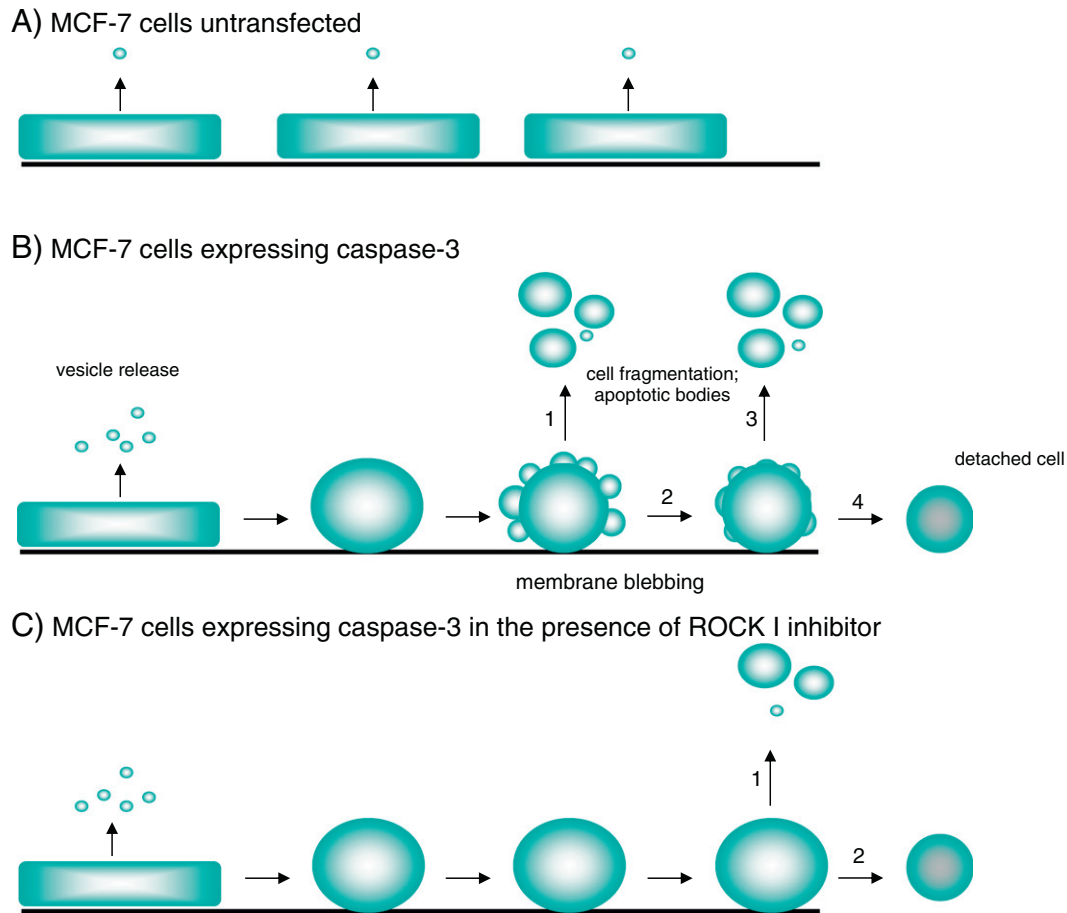 A) MCF-7 cells untransfected
B) MCF-7 cells expressing caspase-3
vesicle release
cell fragmentation;
apoptotic bodies
1
3
detached cell
2
4
membrane blebbing
C) MCF-7 cells expressing caspase-3 in the presence of ROCK I inhibitor
1
2